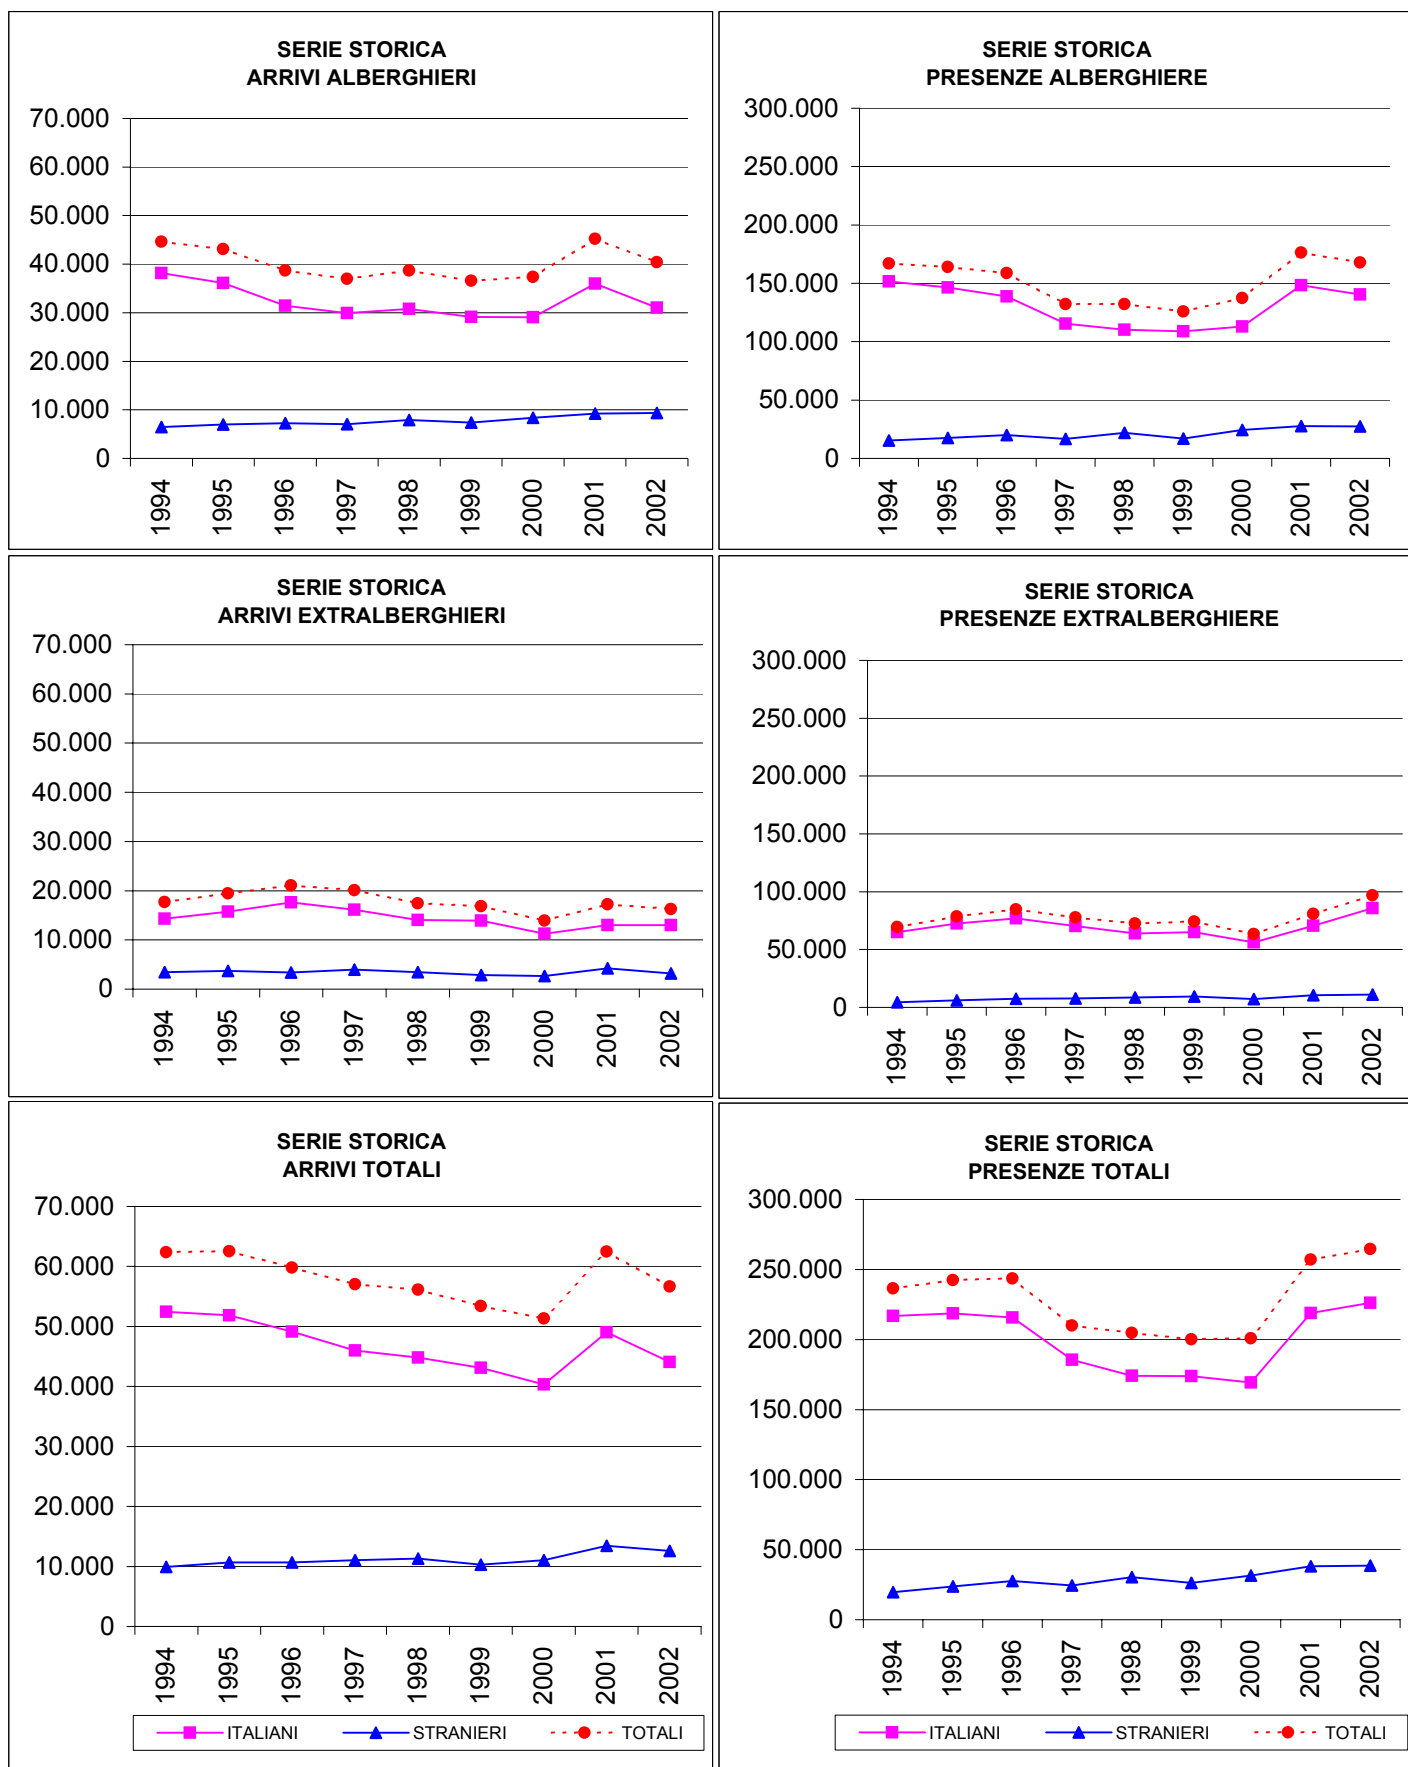 SERIE STORICA
ARRIVI ALBERGHIERI
70.000
60.000
50.000
40.000
30.000
20.000
10.000
0
1994 1995 1996 1997 1998 1999 2000 2001 2002
SERIE STORICA
PRESENZE ALBERGHIERE
300.000
250.000
200.000
150.000
100.000
50.000
0
1994 1995 1996 1997 1998 1999 2000 2001 2002
SERIE STORICA
ARRIVI EXTRALBERGHIERI
70.000
60.000
50.000
40.000
30.000
20.000
10.000
0
1994 1995 1996 1997 1998 1999 2000 2001 2002
SERIE STORICA
PRESENZE EXTRALBERGHIERE
300.000
250.000
200.000
150.000
100.000
50.000
0
1994 1995 1996 1997 1998 1999 2000 2001 2002
SERIE STORICA
ARRIVI TOTALI
70.000
60.000
50.000
40.000
30.000
20.000
10.000
0
1994 1995 1996 1997 1998 1999 2000 2001 2002
ITALIANI STRANIERI TOTALI
SERIE STORICA
PRESENZE TOTALI
300.000
250.000
200.000
150.000
100.000
50.000
0
1994 1995 1996 1997 1998 1999 2000 2001 2002
ITALIANI STRANIERI TOTALI